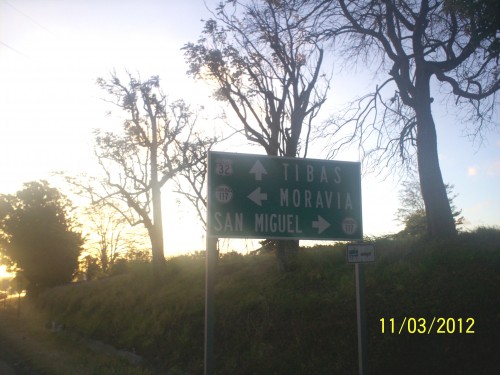 32 TIBAS
117 MORAVIA
SAN MIGUEL 117
11/03/2012